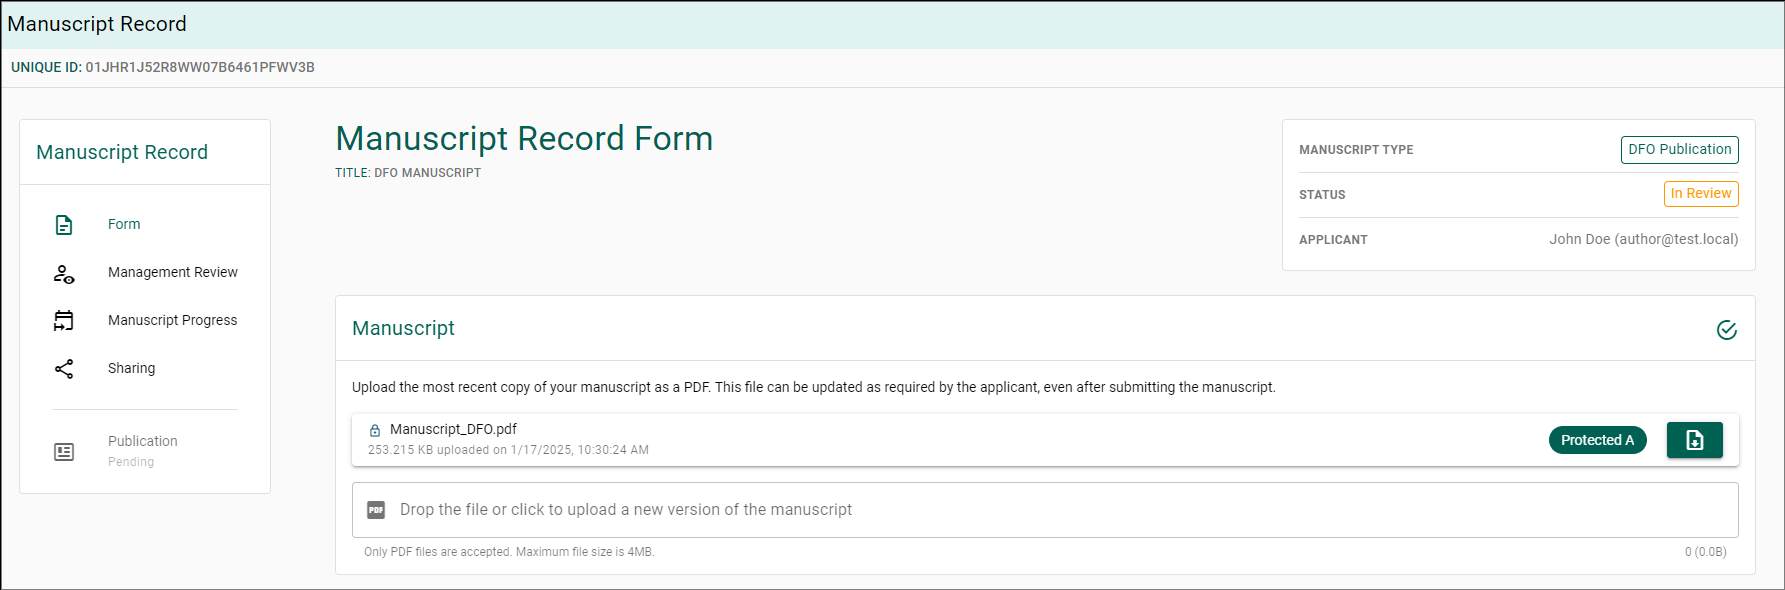 Manuscript Record
UNIQUE ID: 01JHR1J52R8WW07B6461PFWV3B
Manuscript Record
Form
Management Review
Manuscript Progress
Sharing
Publication
Pending
Manuscript Record Form
TITLE: DFO MANUSCRIPT
MANUSCRIPT TYPE DFO Publication
STATUS In Review
APPLICANT John Doe (author@test.local)
Manuscript
Upload the most recent copy of your manuscript as a PDF. This file can be updated as required by the applicant, even after submitting the manuscript.
Manuscript_DFO.pdf
253.215 KB uploaded on 1/17/2025, 10:30:24 AM
Protected A
PDF Drop the file or click to upload a new version of the manuscript
Only PDF files are accepted. Maximum file size is 4MB. 0 (0.0B)